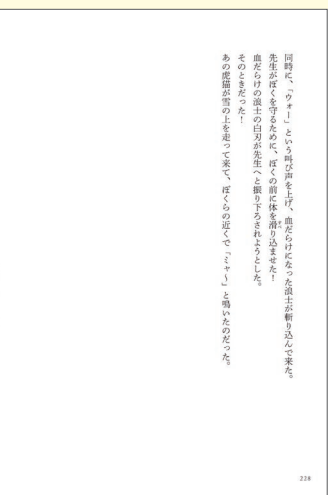 同時に、「ウォー」という叫び声を上げ、血だらけになった浪士が斬り込んで来た。
先生がぼくを守るために、ぼくの前に体を滑り込ませた！
血だらけの浪士の白刃が先生へと振り下ろされようとした。
そのときだった！
あの虎猫が雪の上を走って来て、ぼくらの近くで「ミャ～」と鳴いたのだった。
228